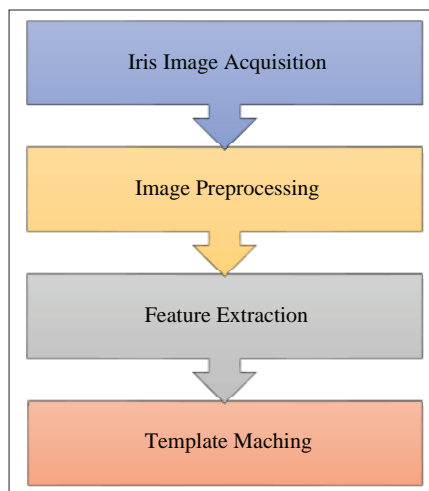 Iris Image Acquisition
Image Preprocessing
Feature Extraction
Template Maching